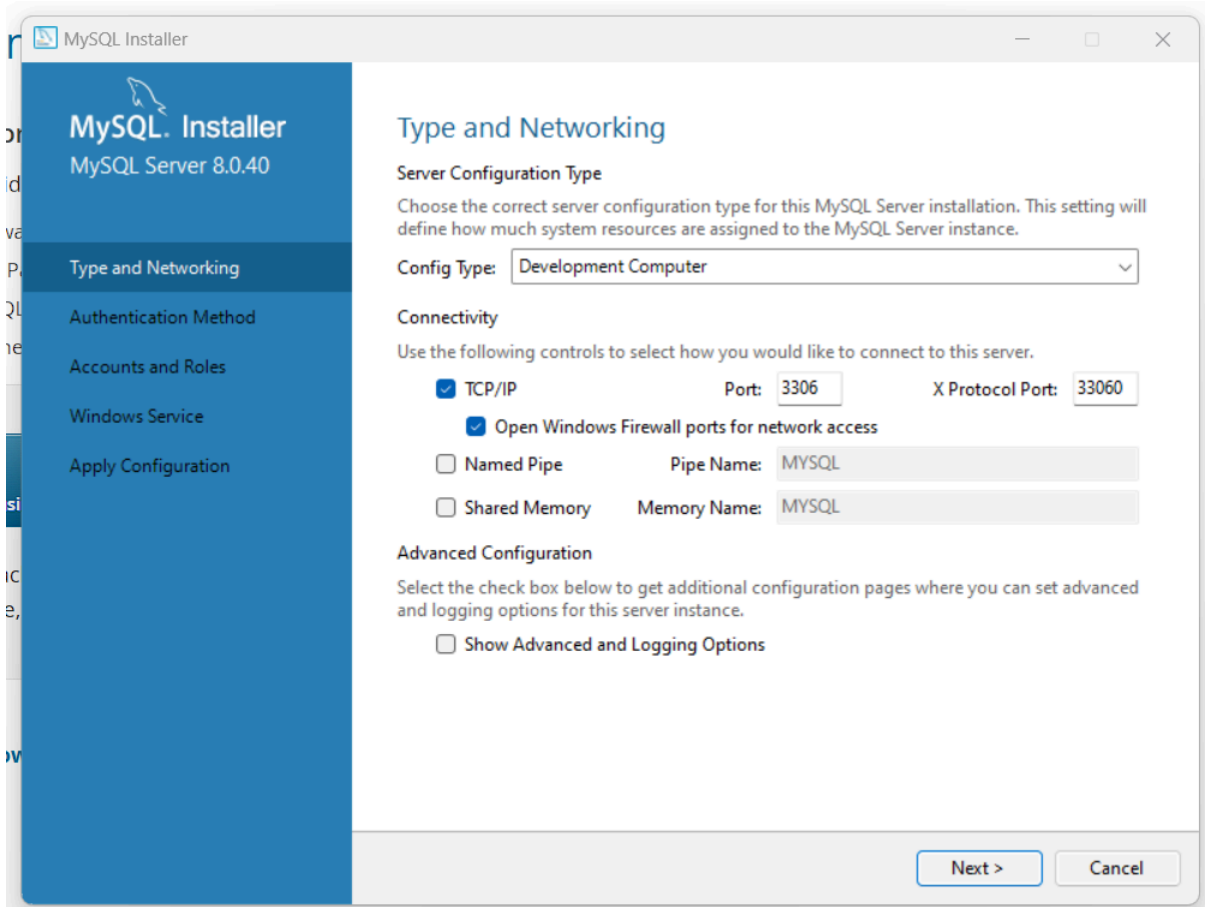 MySQL Installer
MySQL. Installer
MySQL Server 8.0.40
Type and Networking
Authentication Method
Accounts and Roles
Windows Service
Apply Configuration
Type and Networking
Server Configuration Type
Choose the correct server configuration type for this MySQL Server installation. This setting will
define how much system resources are assigned to the MySQL Server instance.
Config Type: Development Computer
Connectivity
Use the following controls to select how you would like to connect to this server.
TCP/IP Port: 3306 X Protocol Port: 33060
Open Windows Firewall ports for network access
Named Pipe Pipe Name: MYSQL
Shared Memory Memory Name: MYSQL
Advanced Configuration
Select the check box below to get additional configuration pages where you can set advanced
and logging options for this server instance.
Show Advanced and Logging Options
Next > Cancel